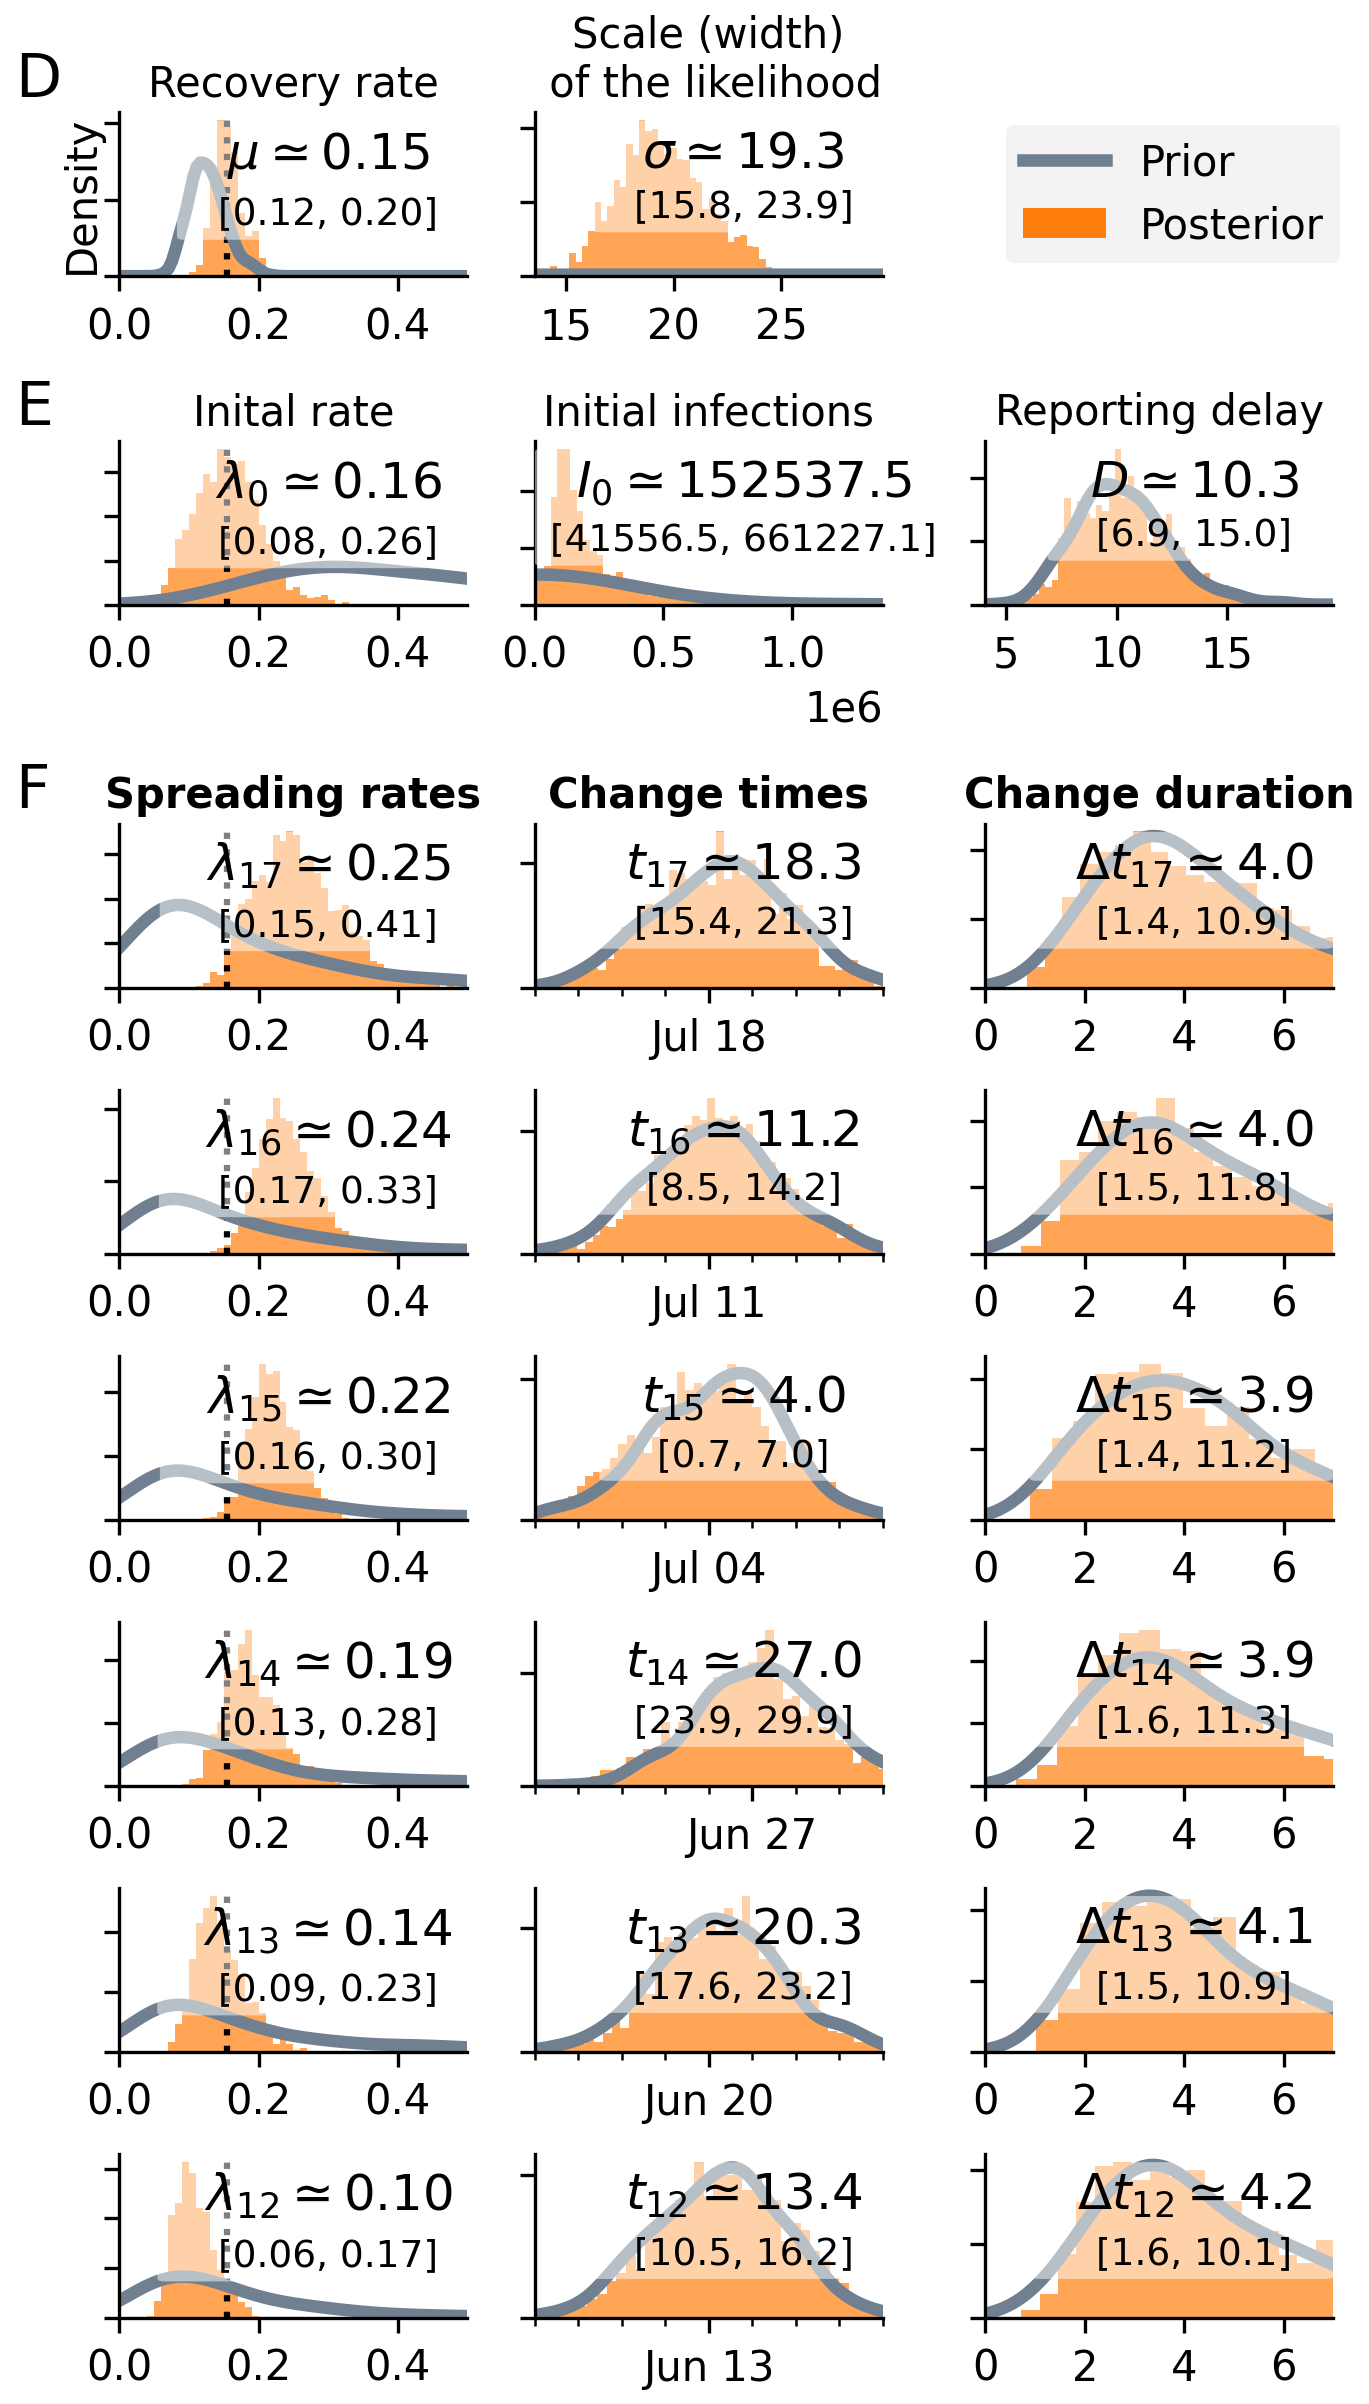 D
Recovery rate
Scale (width)
of the likelihood
Density
μ ≃ 0.15
[0.12, 0.20]
0.0 0.2 0.4
σ ≃ 19.3
[15.8, 23.9]
15 20 25
Prior
Posterior
E
Inital rate
Initial infections
Reporting delay
λ0 ≃ 0.16
[0.08, 0.26]
0.0 0.2 0.4
I0 ≃ 152537.5
[41556.5, 661227.1]
0.0 0.5 1.0
1e6
D ≃ 10.3
[6.9, 15.0]
5 10 15
F
Spreading rates
Change times
Change duration
λ17 ≃ 0.25
[0.15, 0.41]
0.0 0.2 0.4
t17 ≃ 18.3
[15.4, 21.3]
Jul 18
Δt17 ≃ 4.0
[1.4, 10.9]
0 2 4 6
λ16 ≃ 0.24
[0.17, 0.33]
0.0 0.2 0.4
t16 ≃ 11.2
[8.5, 14.2]
Jul 11
Δt16 ≃ 4.0
[1.5, 11.8]
0 2 4 6
λ15 ≃ 0.22
[0.16, 0.30]
0.0 0.2 0.4
t15 ≃ 4.0
[0.7, 7.0]
Jul 04
Δt15 ≃ 3.9
[1.4, 11.2]
0 2 4 6
λ14 ≃ 0.19
[0.13, 0.28]
0.0 0.2 0.4
t14 ≃ 27.0
[23.9, 29.9]
Jun 27
Δt14 ≃ 3.9
[1.6, 11.3]
0 2 4 6
λ13 ≃ 0.14
[0.09, 0.23]
0.0 0.2 0.4
t13 ≃ 20.3
[17.6, 23.2]
Jun 20
Δt13 ≃ 4.1
[1.5, 10.9]
0 2 4 6
λ12 ≃ 0.10
[0.06, 0.17]
0.0 0.2 0.4
t12 ≃ 13.4
[10.5, 16.2]
Jun 13
Δt12 ≃ 4.2
[1.6, 10.1]
0 2 4 6